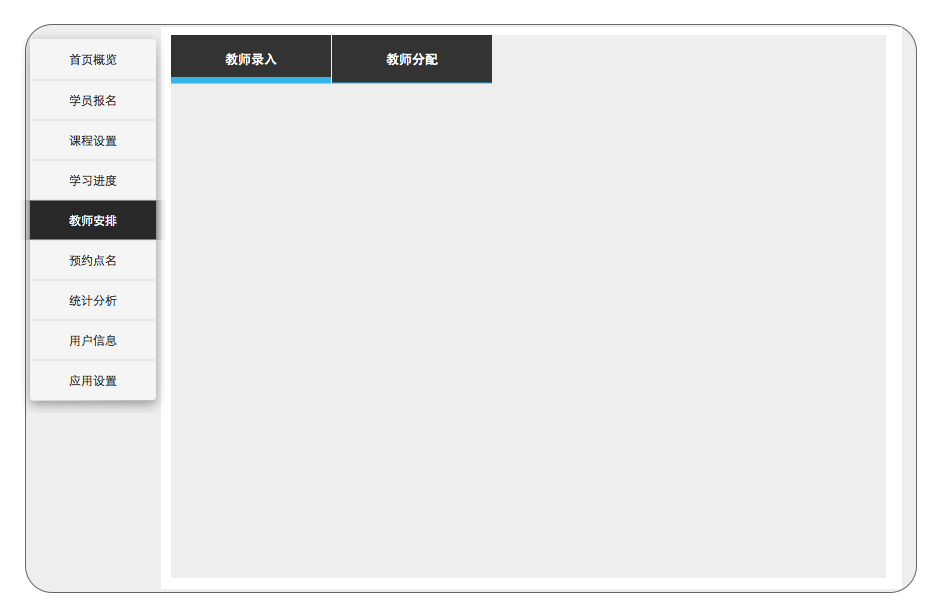 首页概览
学员报名
课程设置
学习进度
教师安排
预约点名
统计分析
用户信息
应用设置
教师录入
教师分配